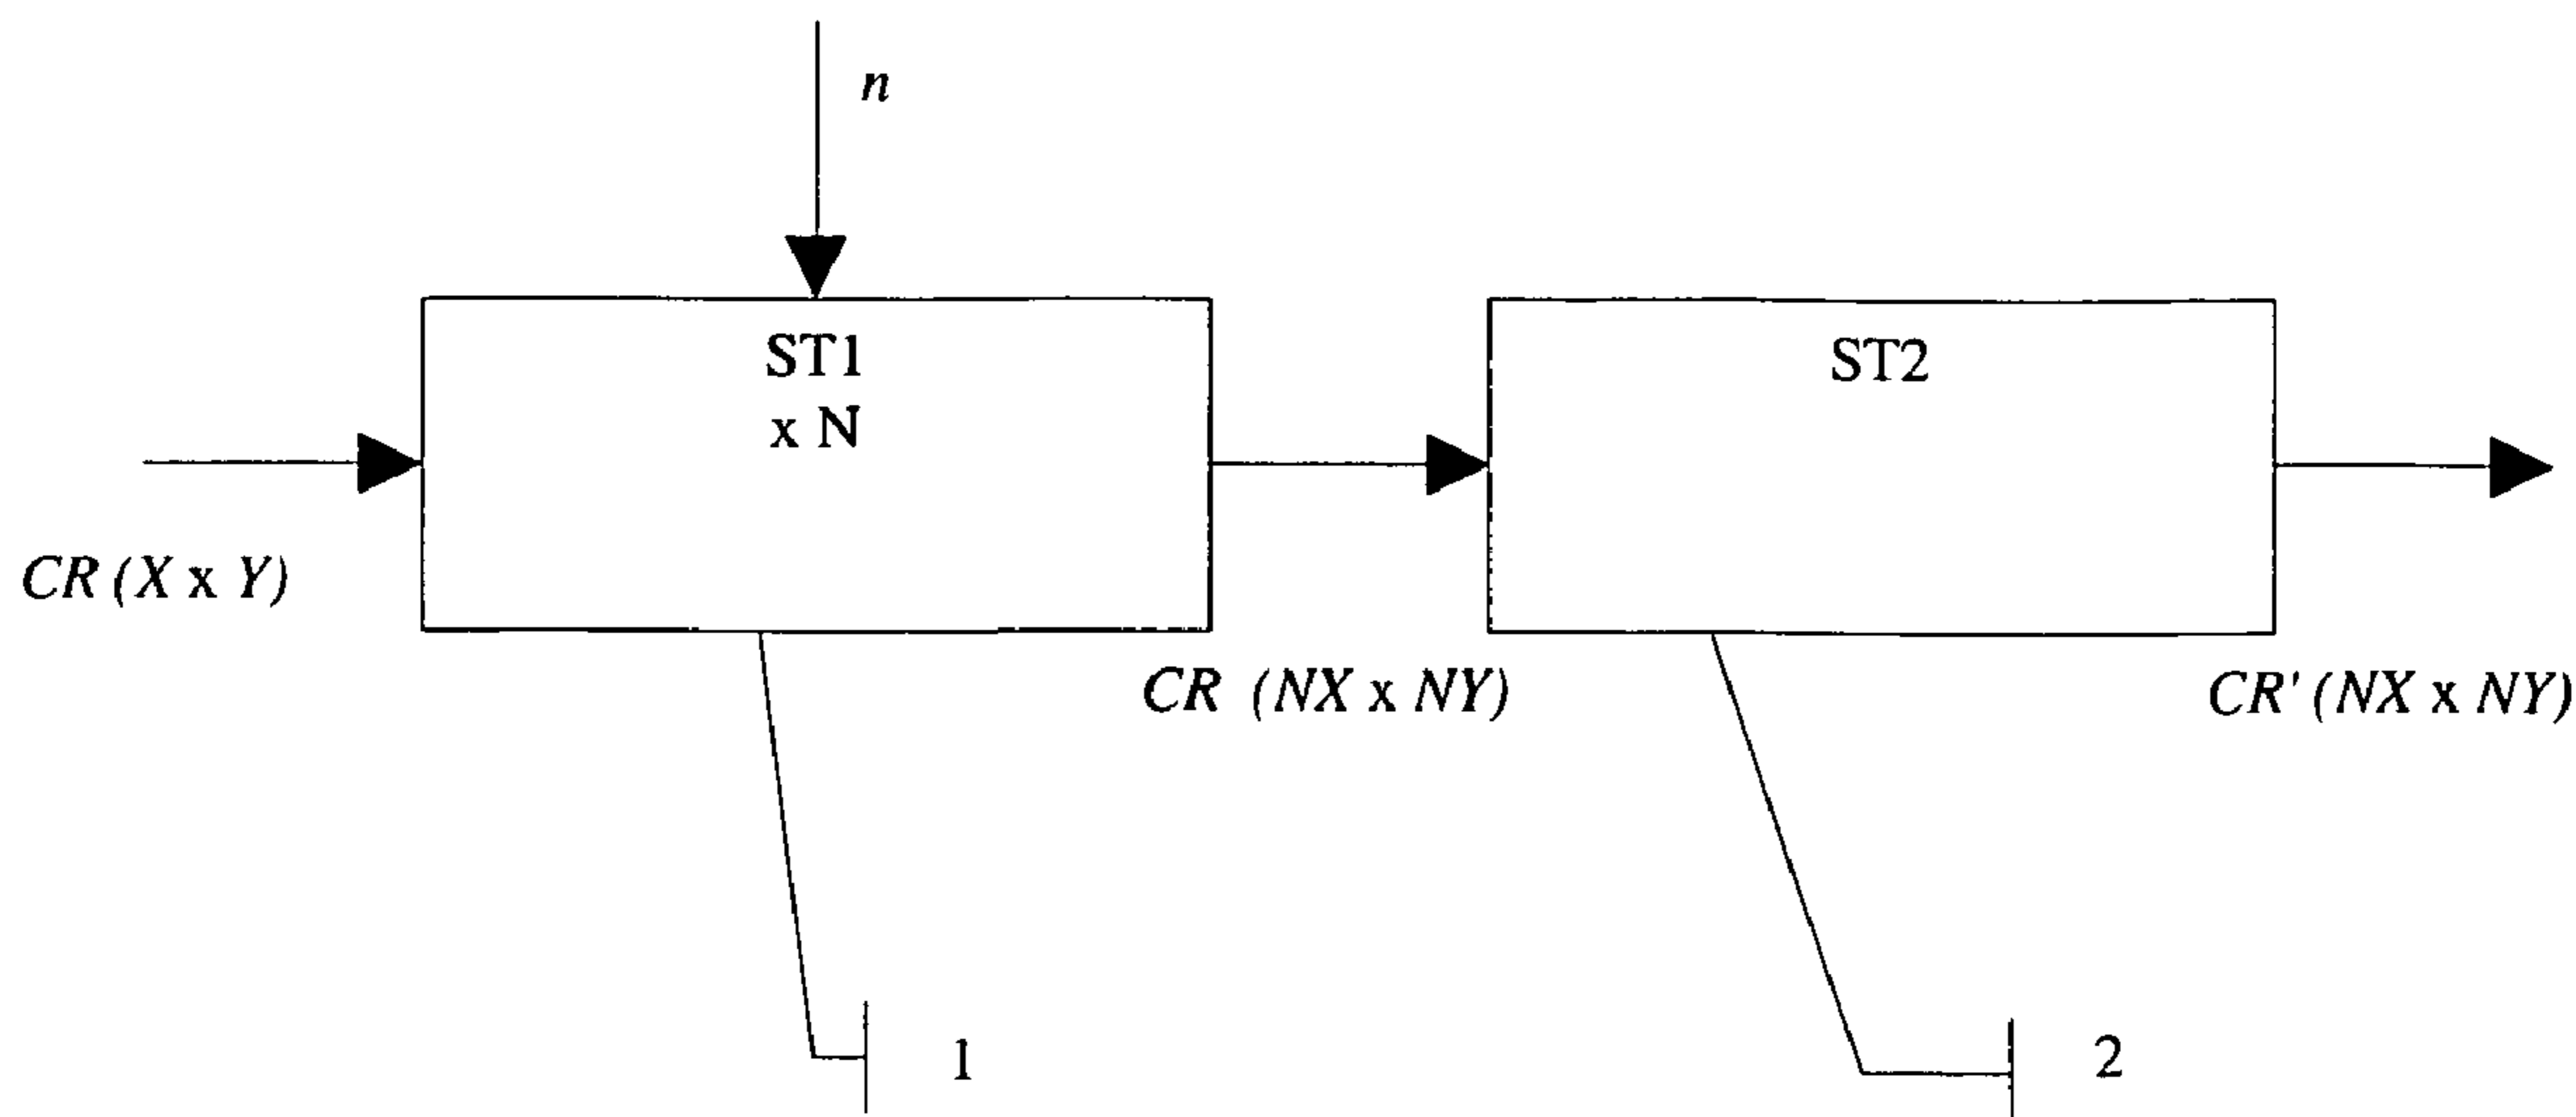 n
ST1
x N
ST2
CR (X x Y)
CR (NX x NY)
CR' (NX x NY)
1
2